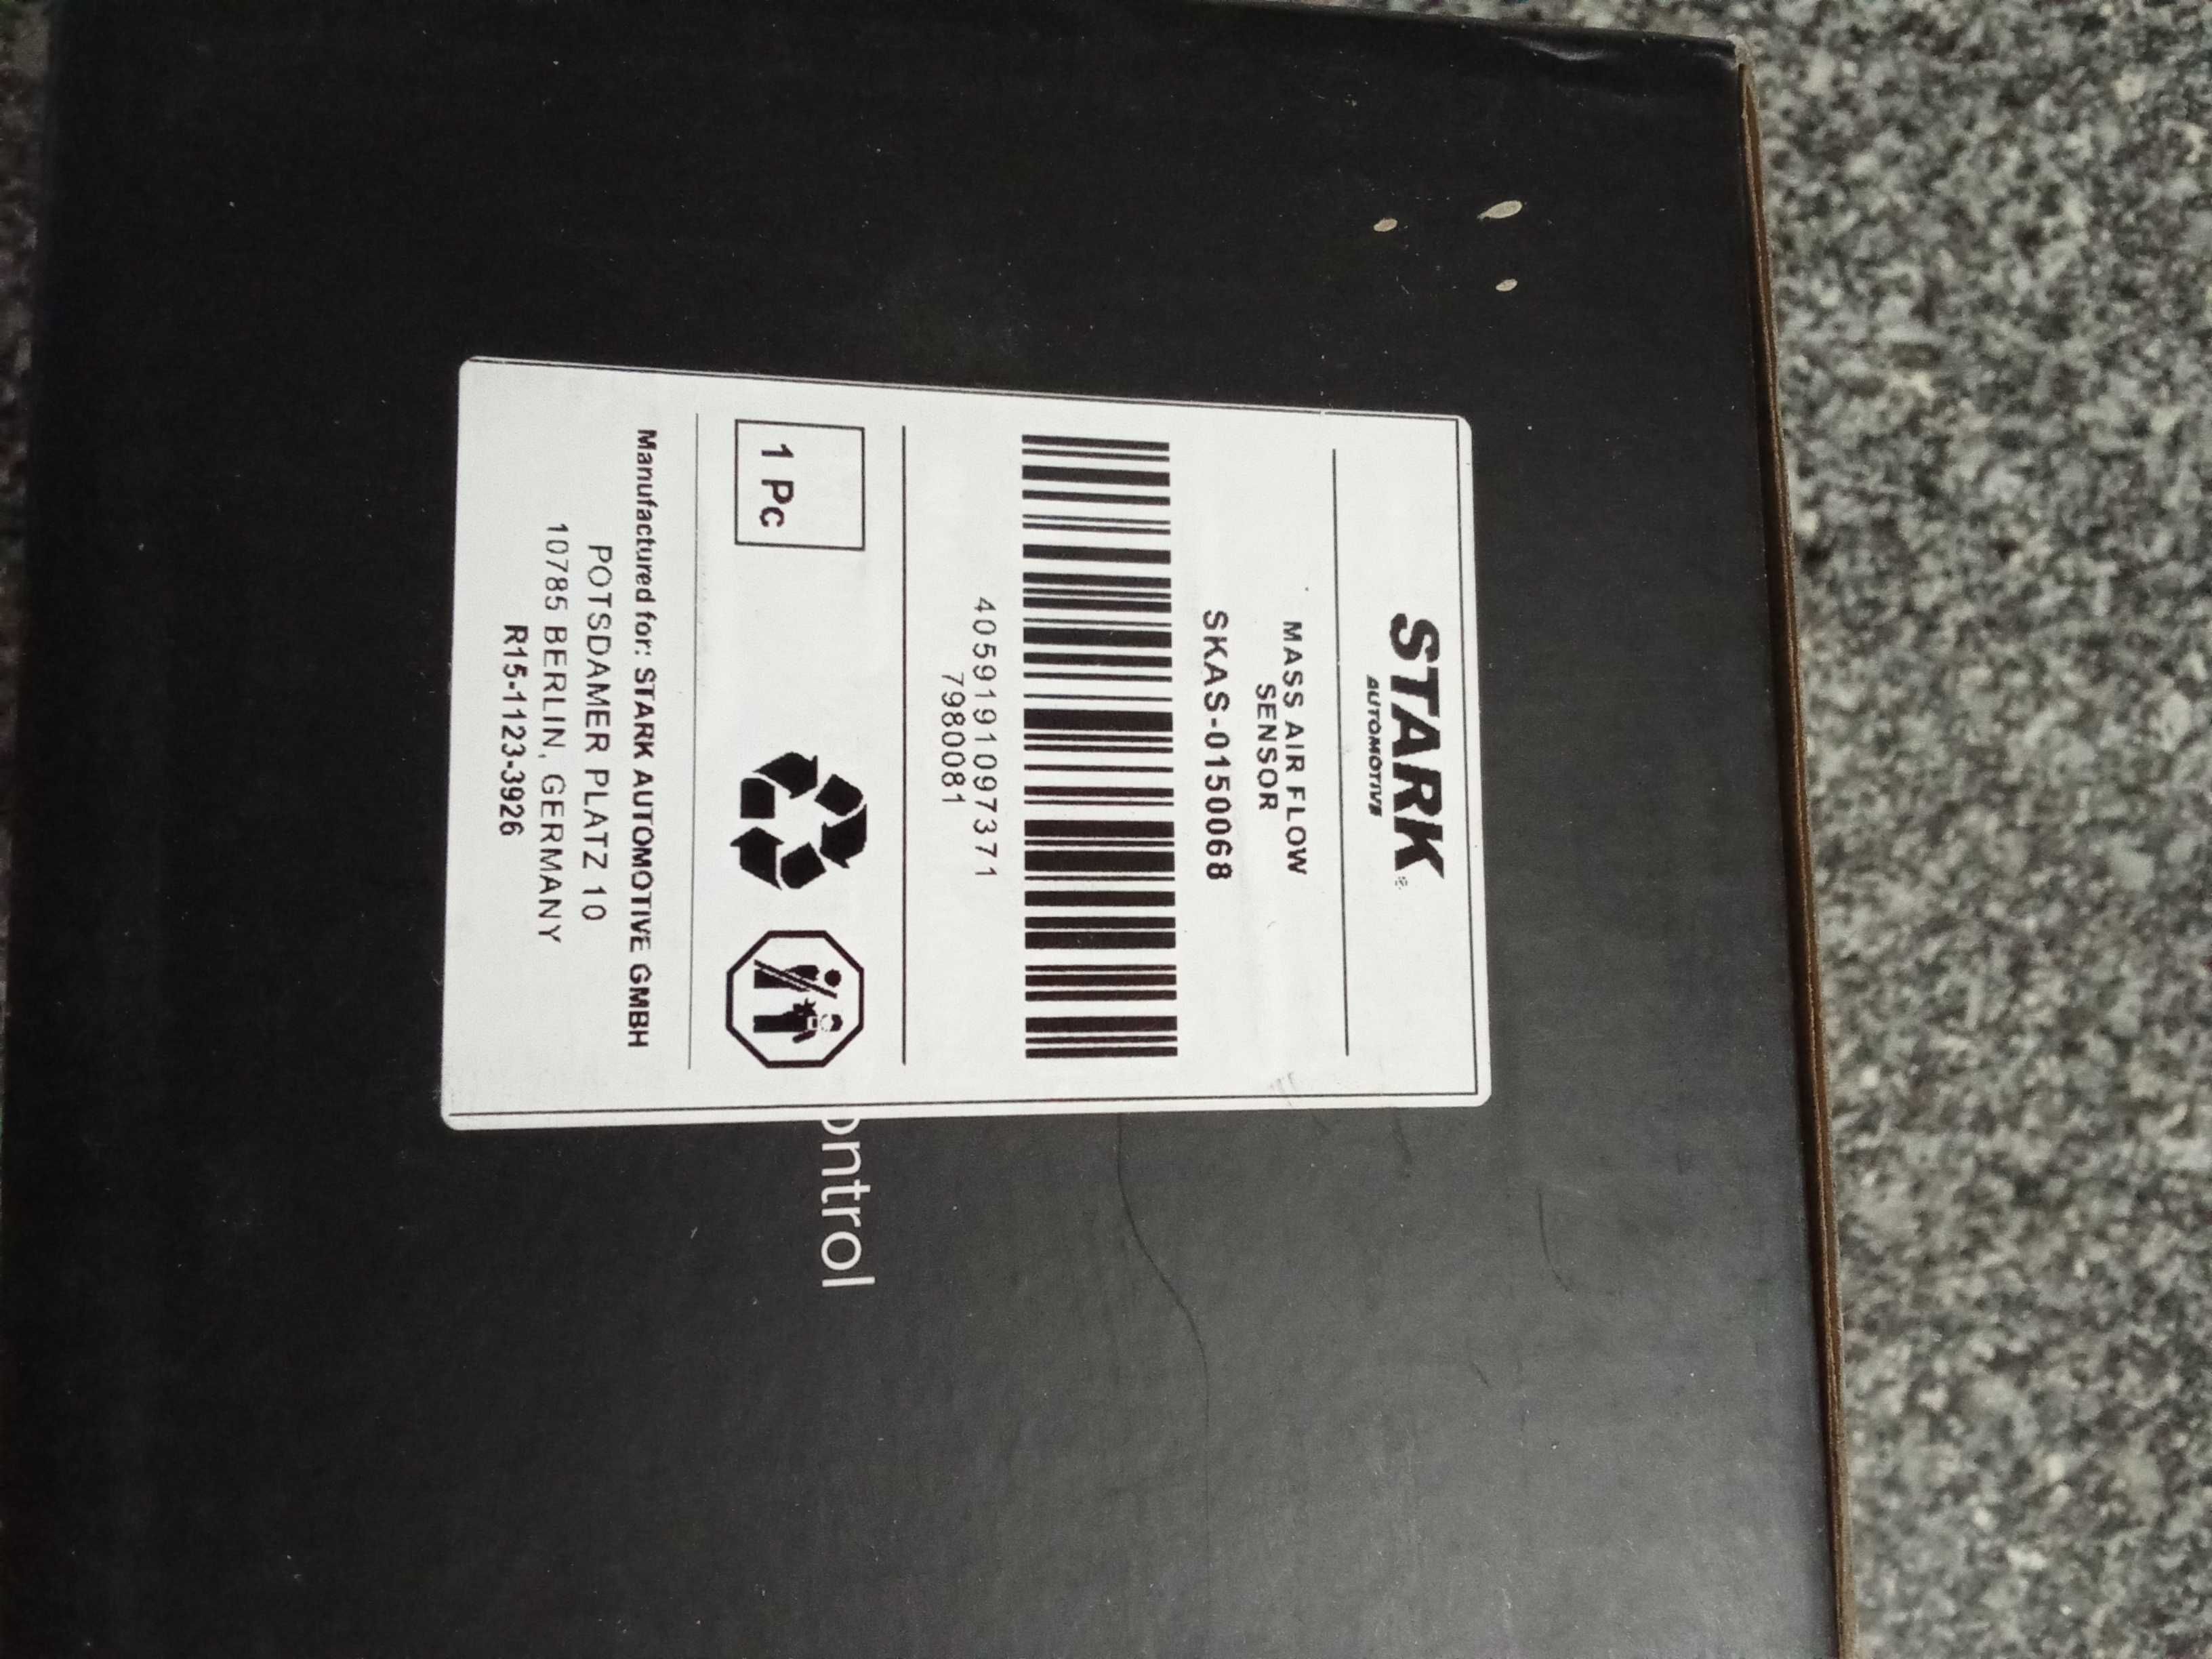 STARK
AUTOMOTIVE
MASS AIR FLOW
SENSOR
SKAS-0150068
4059191097371
7980081
1 Pc
Manufactured for: STARK AUTOMOTIVE GMBH
POTSDAMER PLATZ 10
10785 BERLIN, GERMANY
R15-1123-3926
ontrol